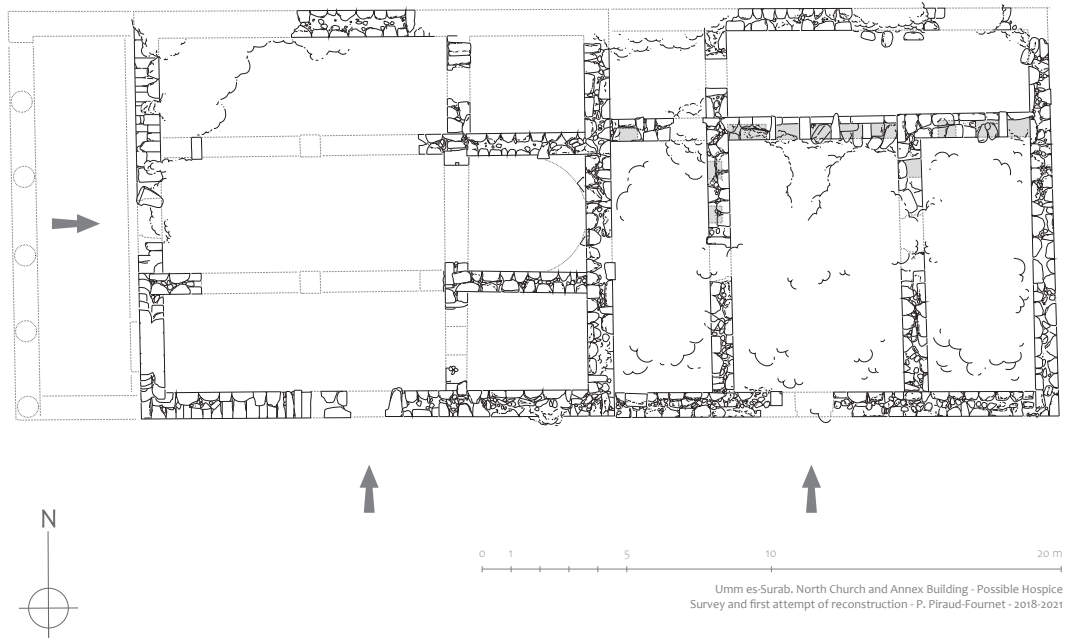 N
0 1 5 10 20 m
Umm es-Surab. North Church and Annex Building - Possible Hospice
Survey and first attempt of reconstruction - P. Piraud-Fournet - 2018-2021